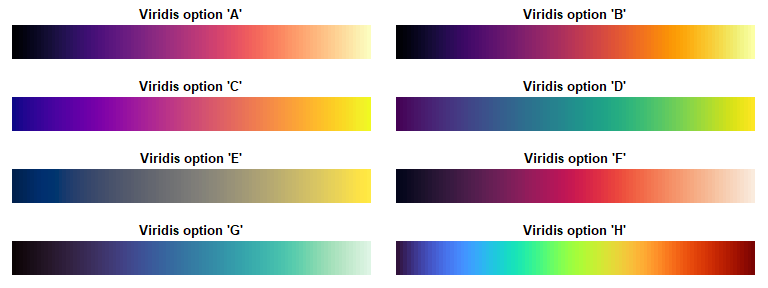 Viridis option 'A'
Viridis option 'B'
Viridis option 'C'
Viridis option 'D'
Viridis option 'E'
Viridis option 'F'
Viridis option 'G'
Viridis option 'H'